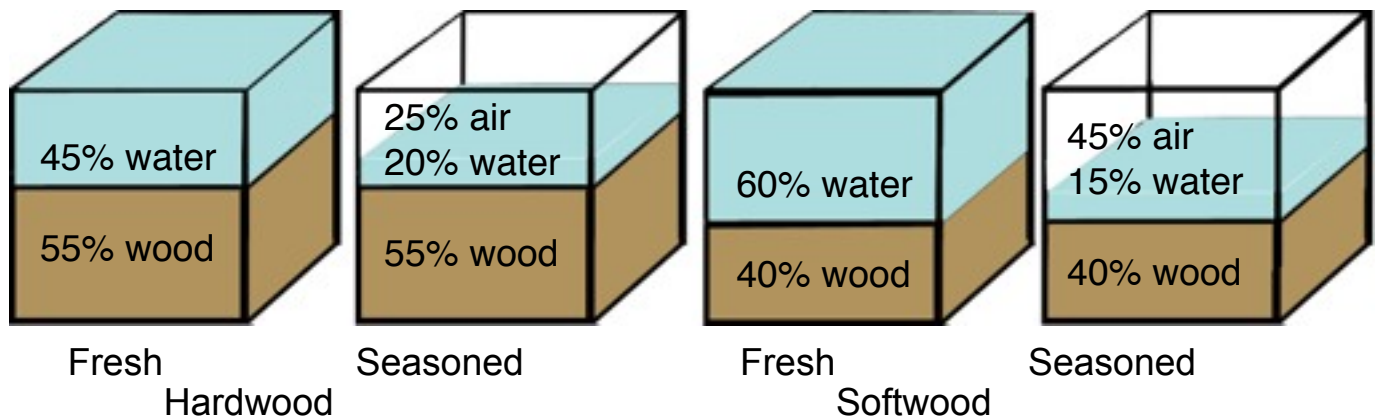 45% water
55% wood
25% air
20% water
55% wood
60% water
40% wood
45% air
15% water
40% wood
Fresh
Seasoned
Fresh
Seasoned
Hardwood
Softwood